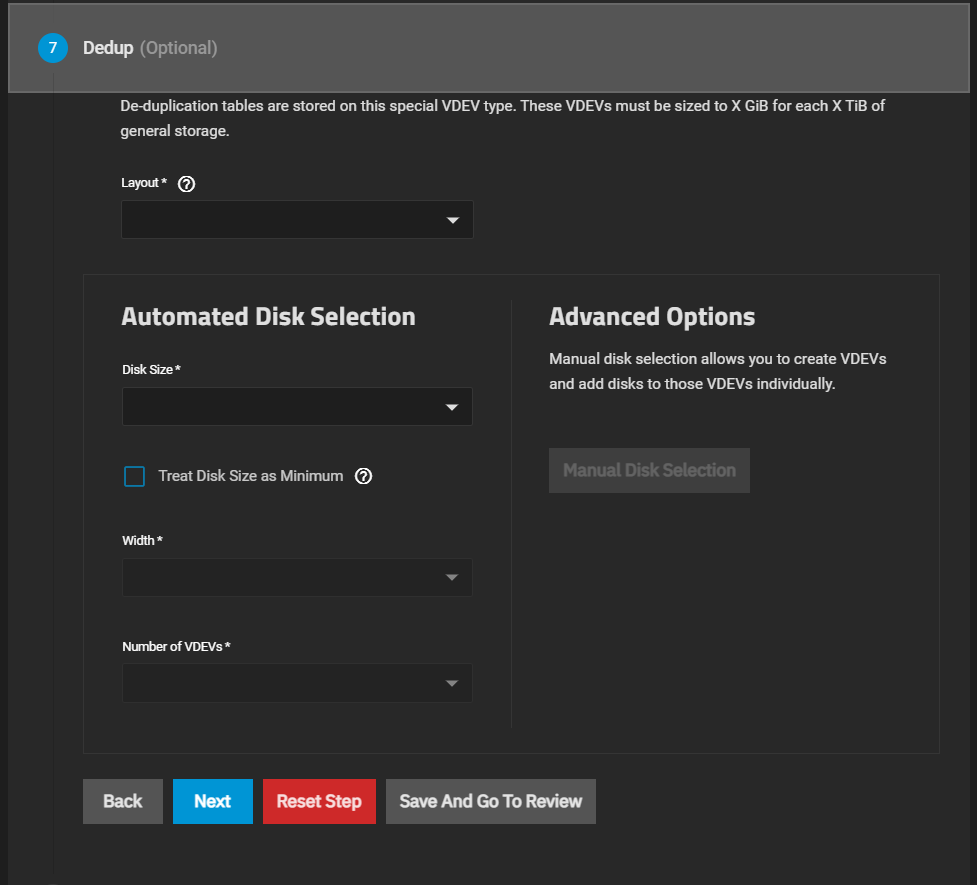 7 Dedup (Optional)
De-duplication tables are stored on this special VDEV type. These VDEVs must be sized to X GiB for each X TiB of
general storage.
Layout *
Automated Disk Selection
Disk Size *
Treat Disk Size as Minimum
Width *
Number of VDEVs *
Advanced Options
Manual disk selection allows you to create VDEVs
and add disks to those VDEVs individually.
Manual Disk Selection
Back Next Reset Step Save And Go To Review